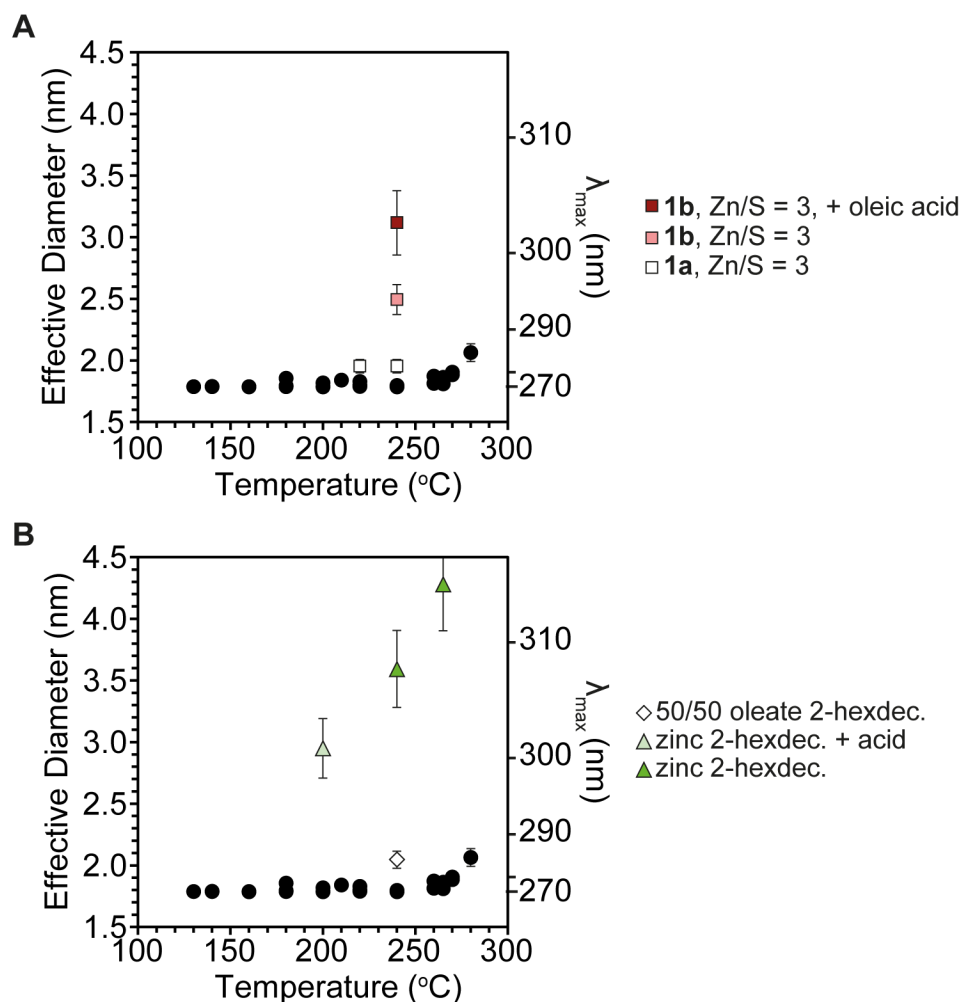 A
4.5
4.0
3.5
3.0
2.5
2.0
1.5
Effective Diameter (nm)
100 150 200 250 300
Temperature (°C)
310
300
290
270
λmax (nm)
1b, Zn/S = 3, + oleic acid
1b, Zn/S = 3
1a, Zn/S = 3
B
4.5
4.0
3.5
3.0
2.5
2.0
1.5
Effective Diameter (nm)
100 150 200 250 300
Temperature (°C)
310
300
290
270
λmax (nm)
50/50 oleate 2-hexdec.
zinc 2-hexdec. + acid
zinc 2-hexdec.